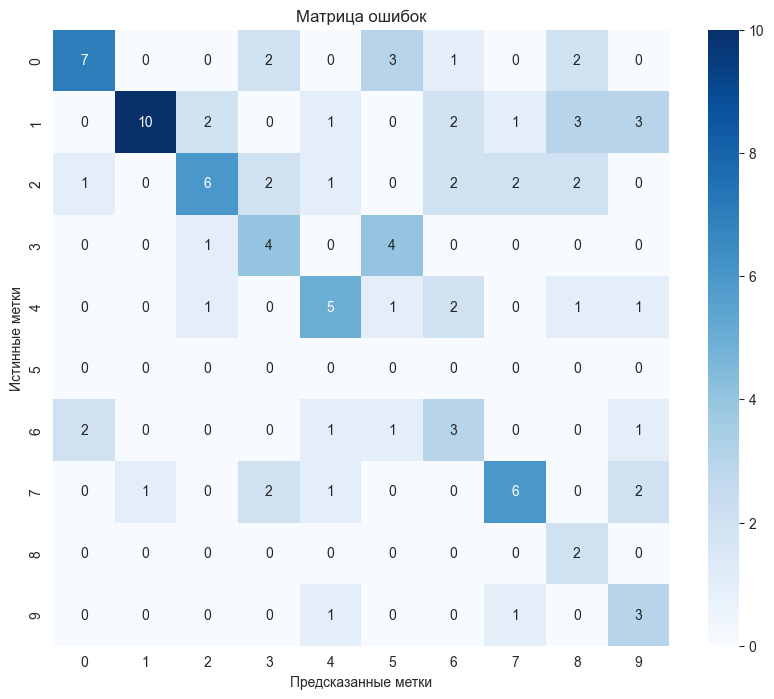 Матрица ошибок
0 7 0 0 2 0 3 1 0 2 0
1 0 10 2 0 1 0 2 1 3 3
2 1 0 6 2 1 0 2 2 2 0
3 0 0 1 4 0 4 0 0 0 0
4 0 0 1 0 5 1 2 0 1 1
5 0 0 0 0 0 0 0 0 0 0
6 2 0 0 0 1 1 3 0 0 1
7 0 1 0 2 1 0 0 6 0 2
8 0 0 0 0 0 0 0 0 2 0
9 0 0 0 0 1 0 0 1 0 3
0 1 2 3 4 5 6 7 8 9
Предсказанные метки
Истинные метки
10
8
6
4
2
0